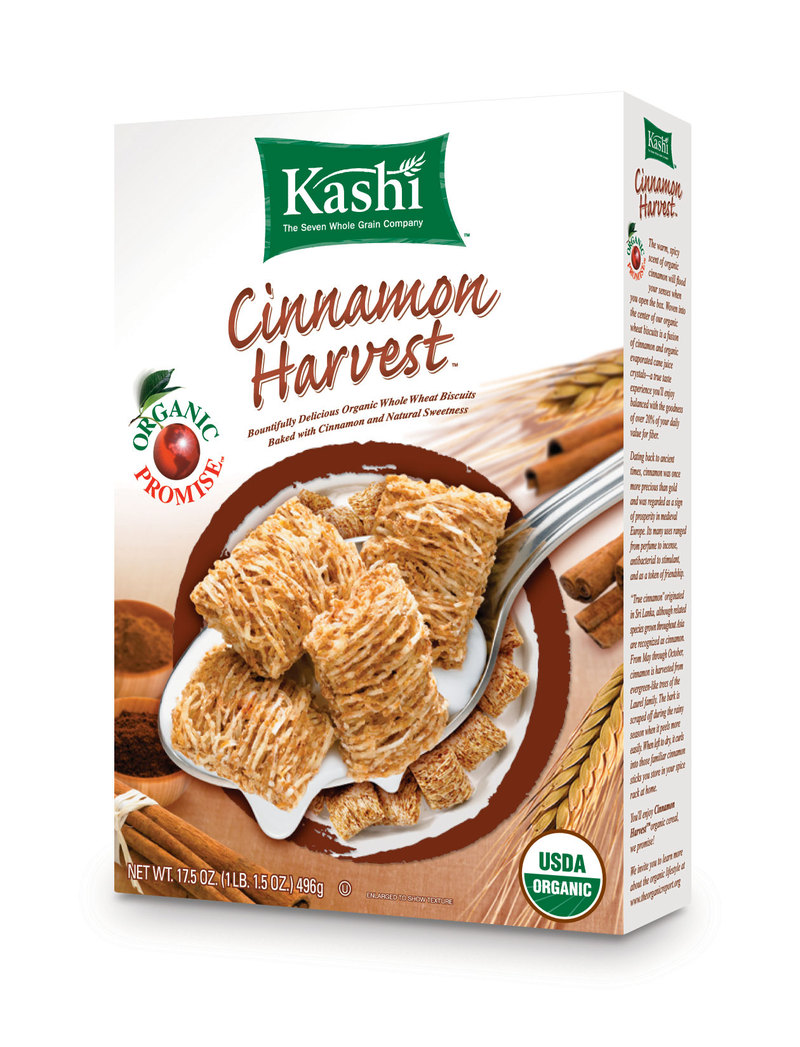 Kashi
The Seven Whole Grain Company
™
Cinnamon
Harvest™
Bountifully Delicious Organic Whole Wheat Biscuits
Baked with Cinnamon and Natural Sweetness
ORGANIC
PROMISE™
NET WT. 17.5 OZ. (1 LB. 1.5 OZ.) 496g
U
ENLARGED TO SHOW TEXTURE
USDA
ORGANIC
Kashi
Cinnamon
Harvest™
ORGANIC
PROMISE
The warm, spicy
scent of organic
cinnamon will flood
your senses when
you open the box. Woven into
the center of our organic
wheat biscuits is a fusion
of cinnamon and organic
evaporated cane juice
crystals—a true taste
experience you'll enjoy
balanced with the goodness
of over 20% of your daily
value for fiber.
Dating back to ancient
times, cinnamon was once
more precious than gold
and was regarded as a sign
of prosperity in medieval
Europe. Its many uses ranged
from perfume to incense,
antibacterial to stimulant,
and as a token of friendship.
"True cinnamon" originated
in Sri Lanka, although related
species grown throughout Asia
are recognized as cinnamon.
From May through October,
cinnamon is harvested from
evergreen-like trees of the
Laurel family. The bark is
scraped off during the rainy
season when it peels more
easily. When left to dry, it curls
into those familiar cinnamon
sticks you store in your spice
rack at home.
You'll enjoy Cinnamon
Harvest™ organic cereal,
we promise!
We invite you to learn more
about the organic lifestyle at
www.theorganicreport.org